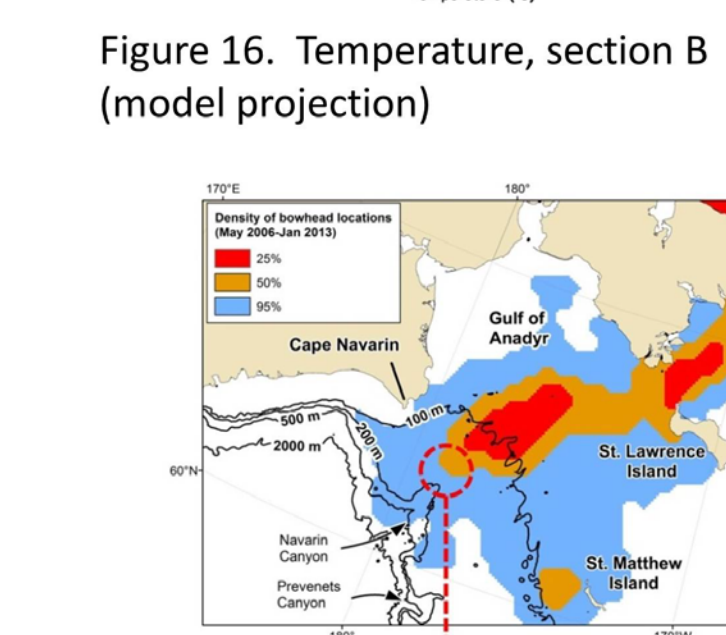 Figure 16. Temperature, section B
(model projection)
170°E
180°
Density of bowhead locations
(May 2006-Jan 2013)
25%
50%
95%
Gulf of
Anadyr
Cape Navarin
500 m
100 m
200 m
2000 m
St. Lawrence
Island
60°N
Navarin
Canyon
St. Matthew
Island
Prevenets
Canyon